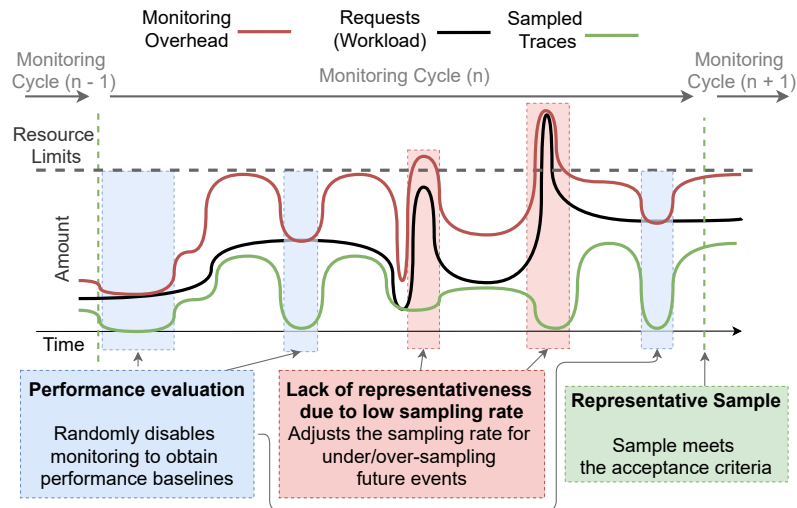 Monitoring
Overhead
Requests
(Workload)
Sampled
Traces
Monitoring
Cycle (n - 1)
Monitoring Cycle (n)
Monitoring
Cycle (n + 1)
Resource
Limits
Amount
Time
Performance evaluation
Randomly disables
monitoring to obtain
performance baselines
Lack of representativeness
due to low sampling rate
Adjusts the sampling rate for
under/over-sampling
future events
Representative Sample
Sample meets
the acceptance criteria